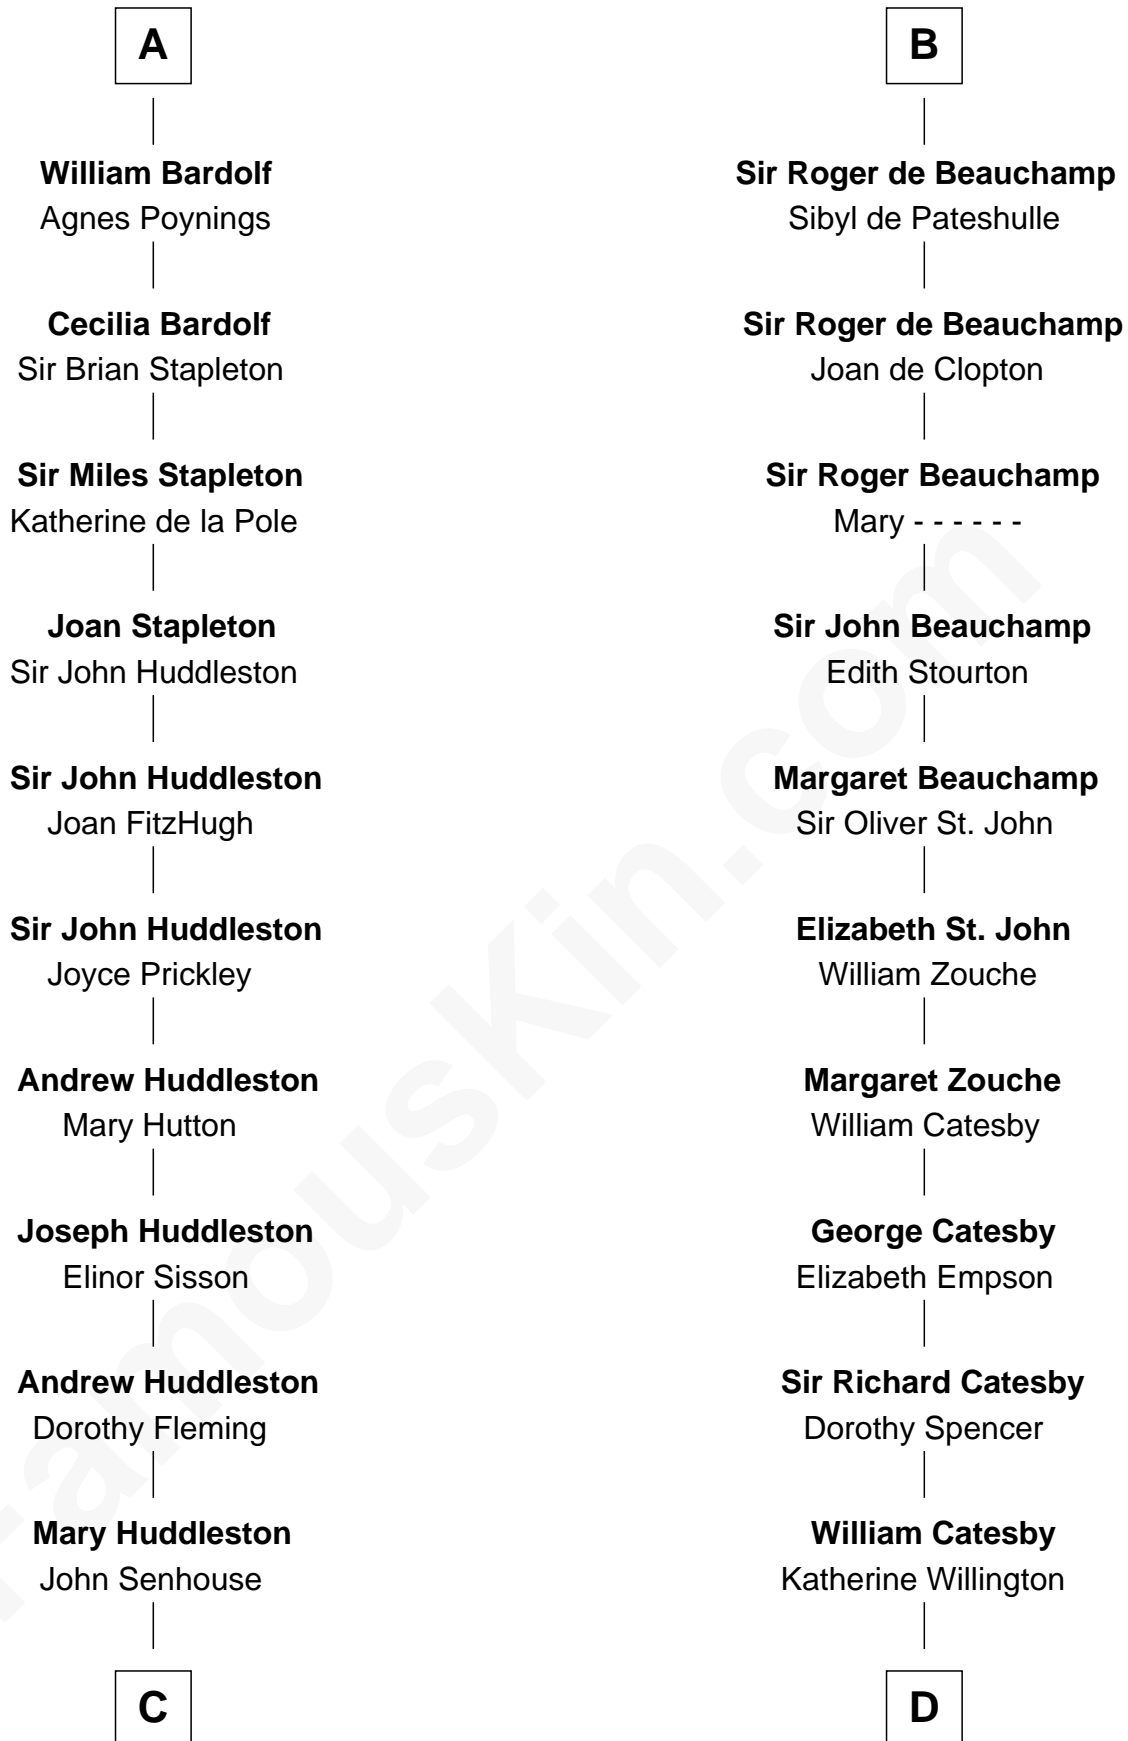 A
William Bardolf
Agnes Poynings
Cecilia Bardolf
Sir Brian Stapleton
Sir Miles Stapleton
Katherine de la Pole
Joan Stapleton
Sir John Huddleston
Sir John Huddleston
Joan FitzHugh
Sir John Huddleston
Joyce Prickley
Andrew Huddleston
Mary Hutton
Joseph Huddleston
Elinor Sisson
Andrew Huddleston
Dorothy Fleming
Mary Huddleston
John Senhouse
C
B
Sir Roger de Beauchamp
Sibyl de Pateshulle
Sir Roger de Beauchamp
Joan de Clopton
Sir Roger Beauchamp
Mary - - - - - -
Sir John Beauchamp
Edith Stourton
Margaret Beauchamp
Sir Oliver St. John
Elizabeth St. John
William Zouche
Margaret Zouche
William Catesby
George Catesby
Elizabeth Empson
Sir Richard Catesby
Dorothy Spencer
William Catesby
Katherine Willington
D
FamousKin.com